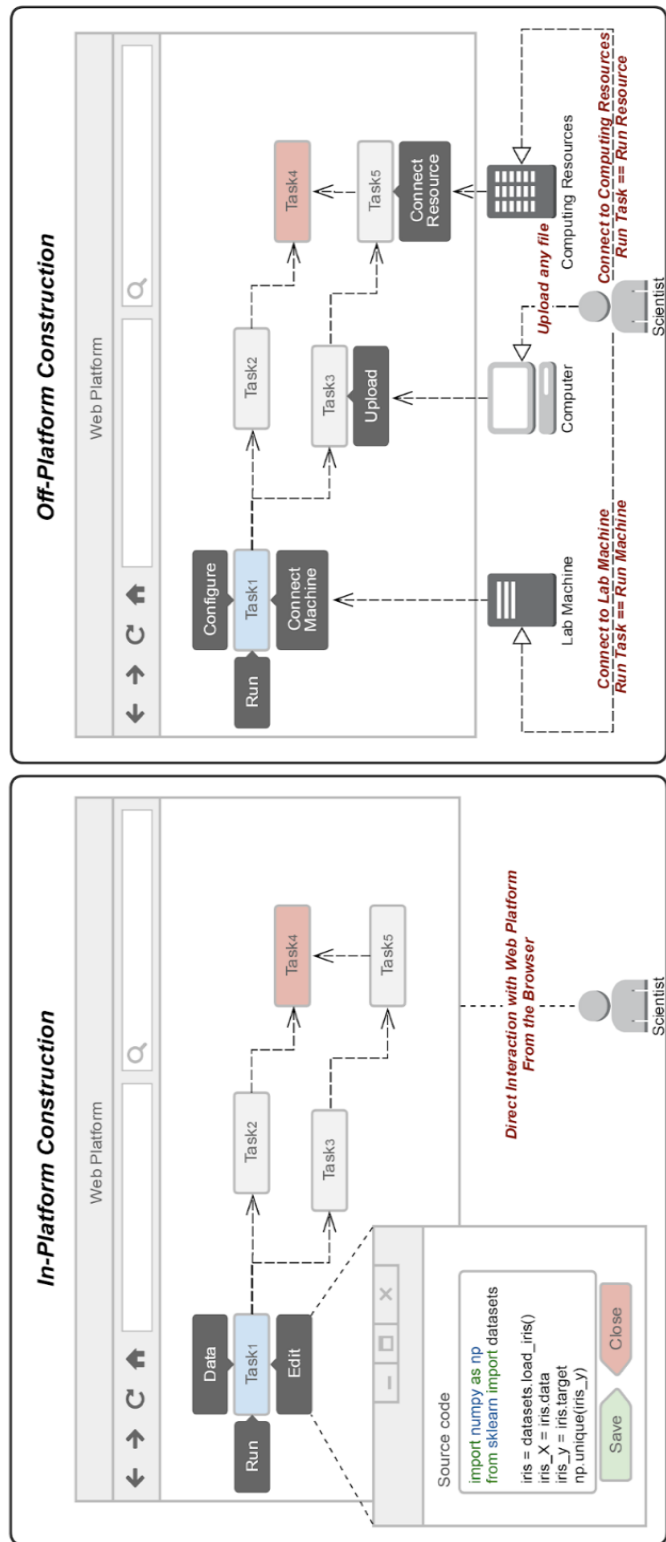 In-Platform Construction
Web Platform
Data
Run
Task1
Edit
Task2
Task3
Task4
Task5
Source code
import numpy as np
from sklearn import datasets
iris = datasets.load_iris()
iris_X = iris.data
iris_y = iris.target
np.unique(iris_y)
Save
Close
Direct Interaction with Web Platform
From the Browser
Scientist
Off-Platform Construction
Web Platform
Configure
Run
Task1
Connect
Machine
Task2
Task3
Upload
Task4
Task5
Connect
Resource
Lab Machine
Computer
Computing Resources
Upload any file
Connect to Lab Machine
Run Task == Run Machine
Connect to Computing Resources
Run Task == Run Resource
Scientist